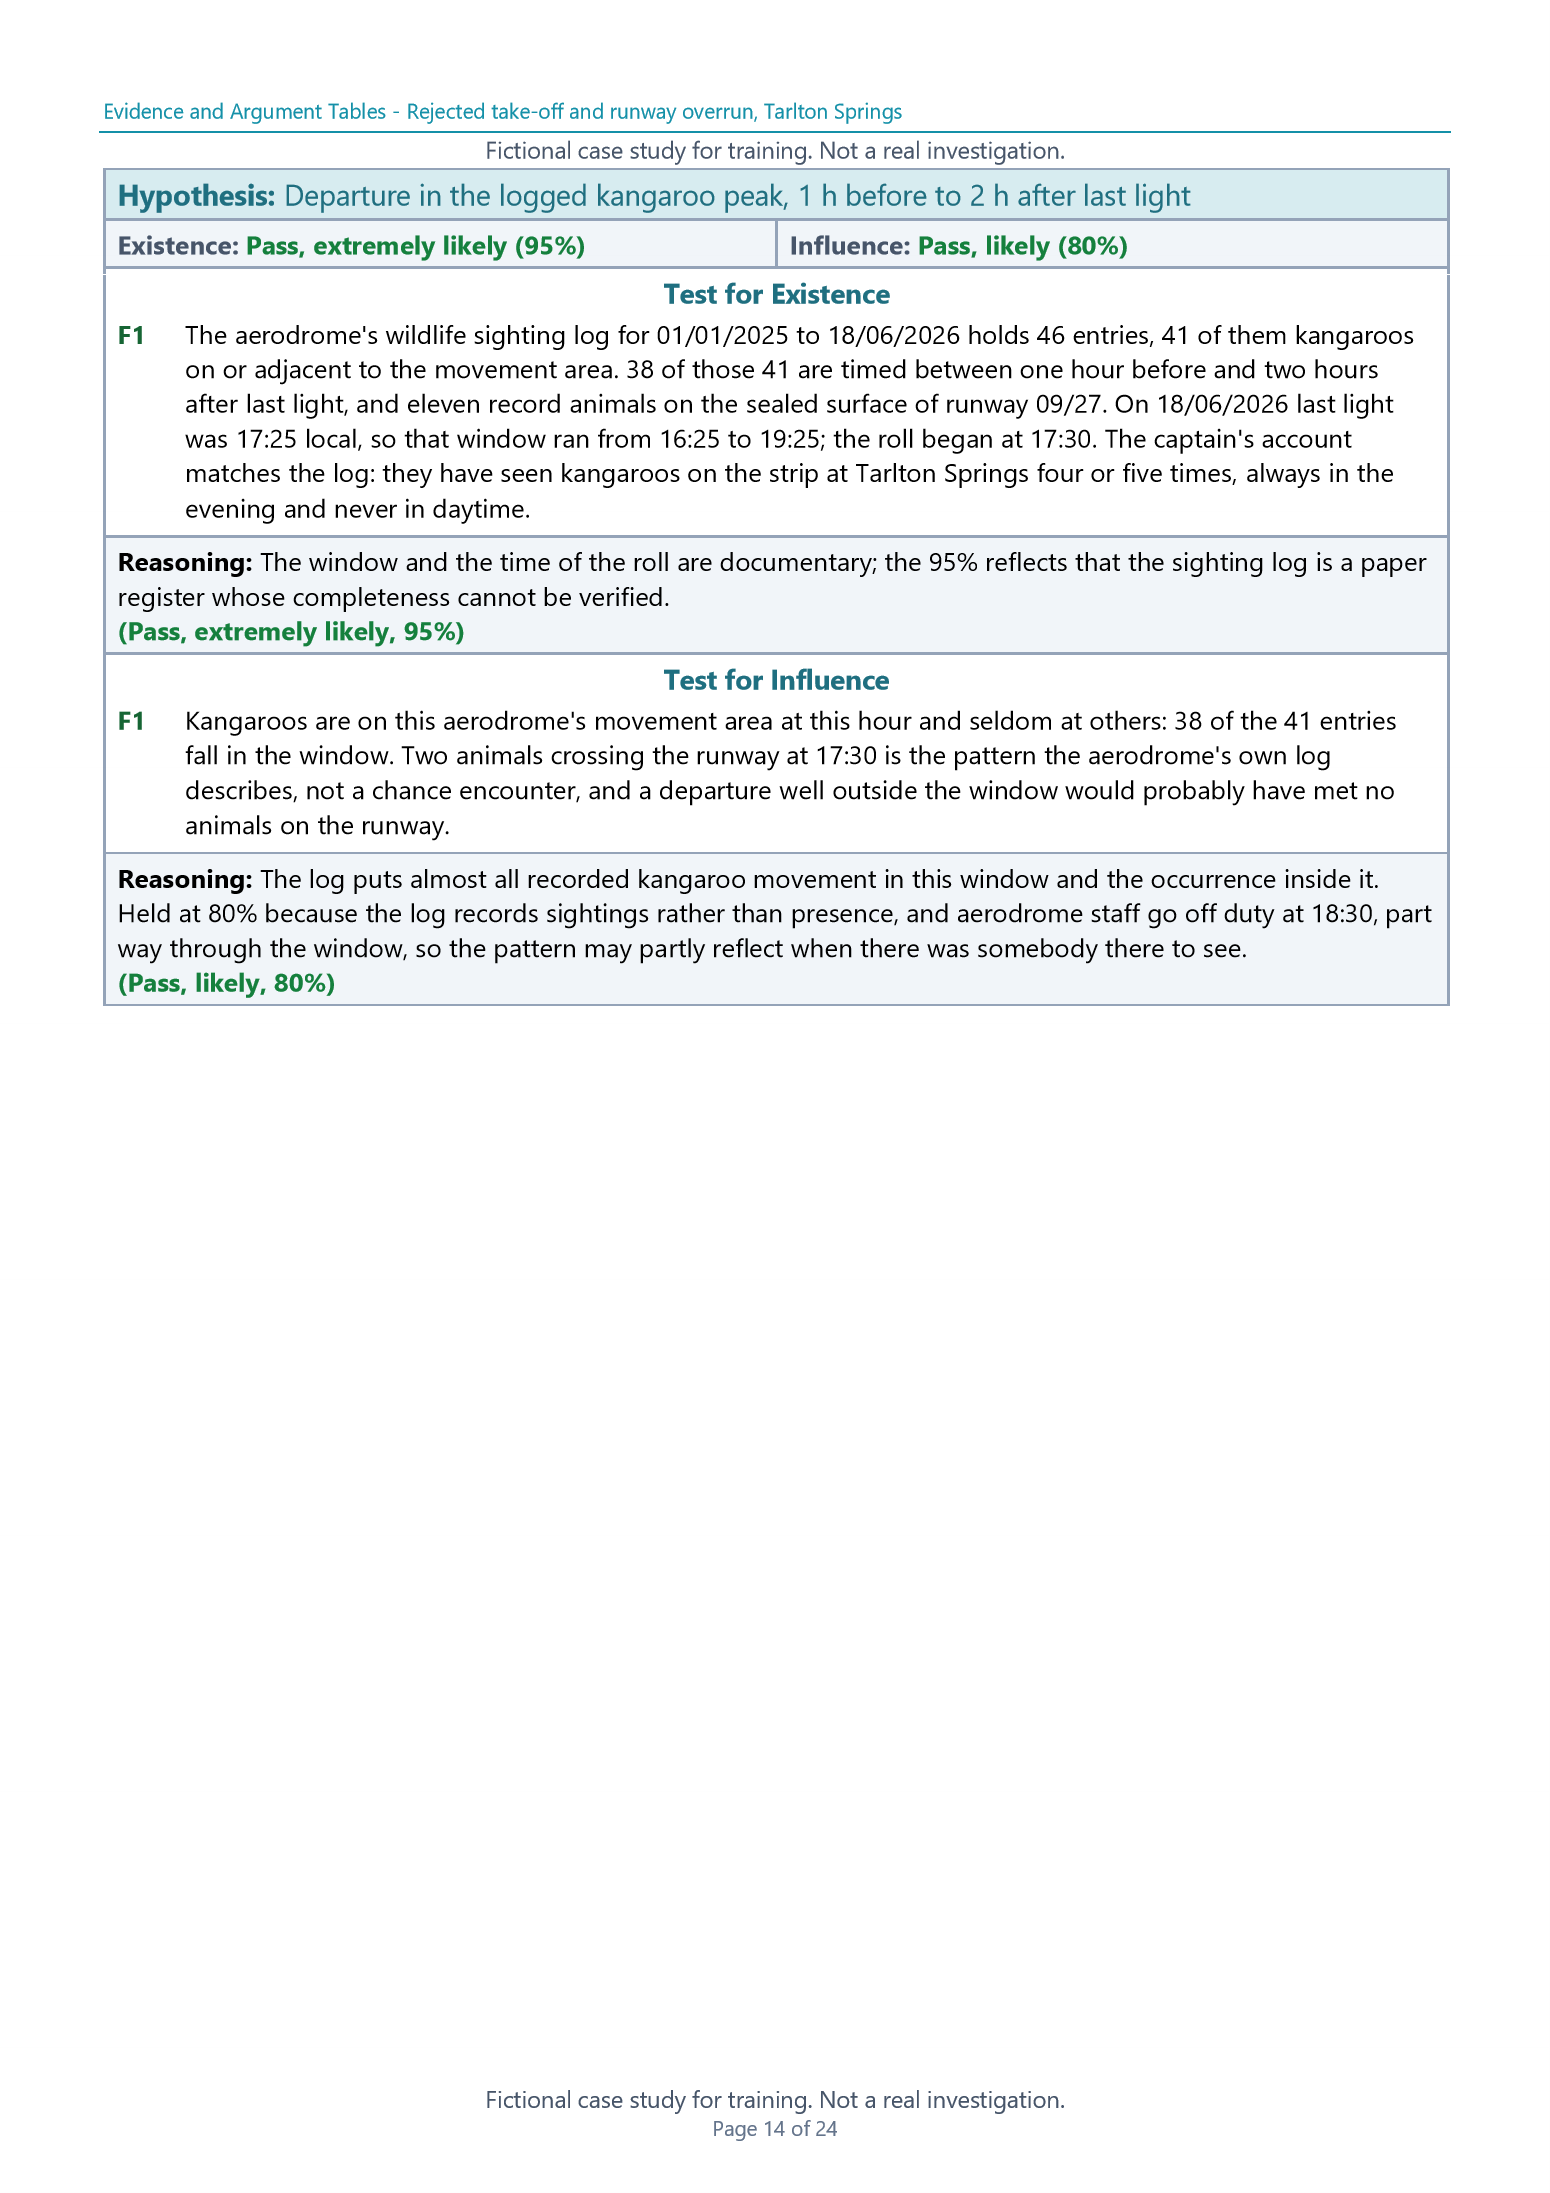 Evidence and Argument Tables - Rejected take-off and runway overrun, Tarlton Springs
Fictional case study for training. Not a real investigation.
Hypothesis: Departure in the logged kangaroo peak, 1 h before to 2 h after last light
Existence: Pass, extremely likely (95%)
Influence: Pass, likely (80%)
Test for Existence
F1 The aerodrome's wildlife sighting log for 01/01/2025 to 18/06/2026 holds 46 entries, 41 of them kangaroos
on or adjacent to the movement area. 38 of those 41 are timed between one hour before and two hours
after last light, and eleven record animals on the sealed surface of runway 09/27. On 18/06/2026 last light
was 17:25 local, so that window ran from 16:25 to 19:25; the roll began at 17:30. The captain's account
matches the log: they have seen kangaroos on the strip at Tarlton Springs four or five times, always in the
evening and never in daytime.
Reasoning: The window and the time of the roll are documentary; the 95% reflects that the sighting log is a paper
register whose completeness cannot be verified.
(Pass, extremely likely, 95%)
Test for Influence
F1 Kangaroos are on this aerodrome's movement area at this hour and seldom at others: 38 of the 41 entries
fall in the window. Two animals crossing the runway at 17:30 is the pattern the aerodrome's own log
describes, not a chance encounter, and a departure well outside the window would probably have met no
animals on the runway.
Reasoning: The log puts almost all recorded kangaroo movement in this window and the occurrence inside it.
Held at 80% because the log records sightings rather than presence, and aerodrome staff go off duty at 18:30, part
way through the window, so the pattern may partly reflect when there was somebody there to see.
(Pass, likely, 80%)
Fictional case study for training. Not a real investigation.
Page 14 of 24